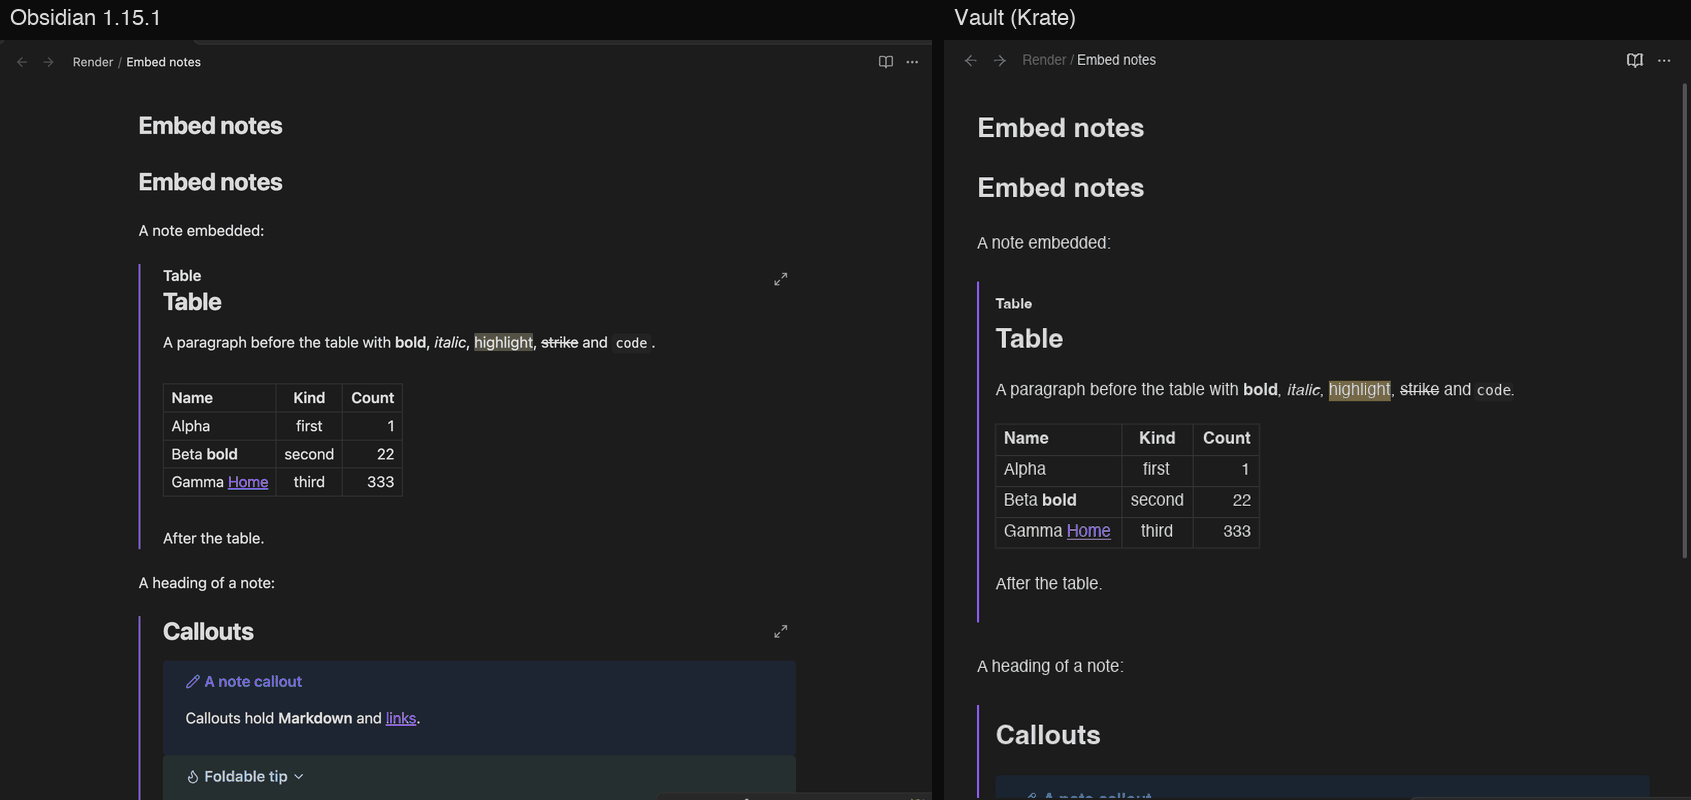 Obsidian 1.15.1
Render / Embed notes
Embed notes
Embed notes
A note embedded:
Table
Table
A paragraph before the table with bold, italic, highlight, strike and code.
Name Kind Count
Alpha first 1
Beta bold second 22
Gamma Home third 333
After the table.
A heading of a note:
Callouts
A note callout
Callouts hold Markdown and links.
Foldable tip
Vault (Krate)
Render / Embed notes
Embed notes
Embed notes
A note embedded:
Table
Table
A paragraph before the table with bold, italic, highlight, strike and code.
Name Kind Count
Alpha first 1
Beta bold second 22
Gamma Home third 333
After the table.
A heading of a note:
Callouts
A note callout